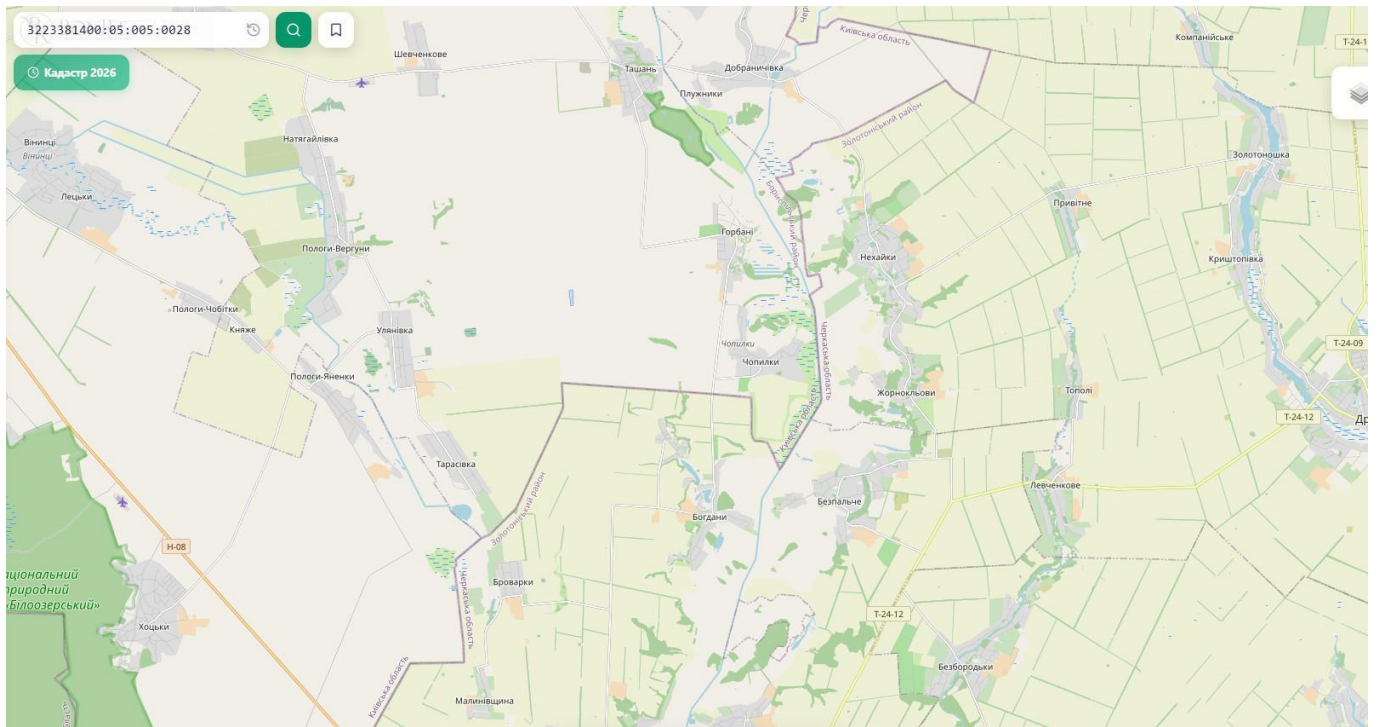 3223381400:05:005:0028
Кадастр 2026
Київська область
Компанійське
Т-24-1
Шевченкове
Ташань
Добраничівка
Плужники
Золотоніський район
Натягайлівка
Вінинці
Вінинці
Золотоношка
Лецьки
Бориспільський район
Привітне
Горбані
Пологи-Вергуни
Нехайки
Криштопівка
Пологи-Чобітки
Княже
Улянівка
Черкаська область
Чопилки
Чопилки
Т-24-09
Пологи-Яненки
Жорнокльови
Тополі
Київська область
Т-24-12
Др
Тарасівка
Левченкове
Безпальче
Золотоніський район
Богдани
Н-08
ціональний
природний
«Білоозерський»
Броварки
Черкаська область
Хоцьки
Т-24-12
Безбородьки
Київська область
Малинівщина